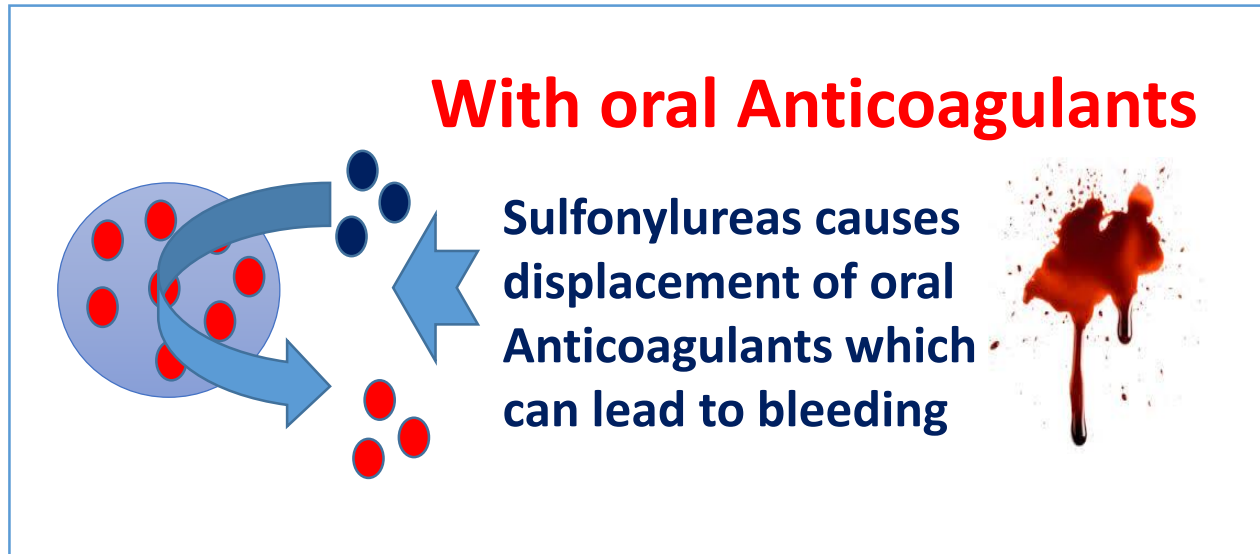 With oral Anticoagulants
Sulfonylureas causes
displacement of oral
Anticoagulants which
can lead to bleeding